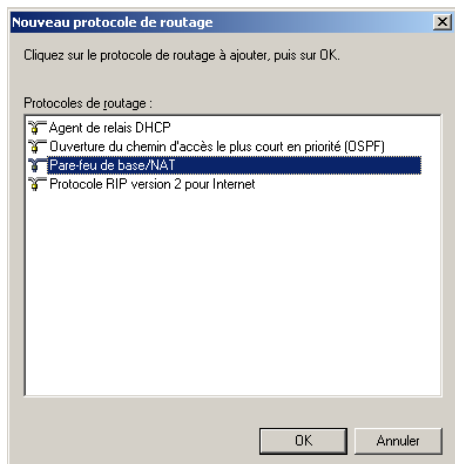 Nouveau protocole de routage
Cliquez sur le protocole de routage à ajouter, puis sur OK.
Protocoles de routage :
Agent de relais DHCP
Ouverture du chemin d'accès le plus court en priorité (OSPF)
Pare-feu de base/NAT
Protocole RIP version 2 pour Internet
OK
Annuler